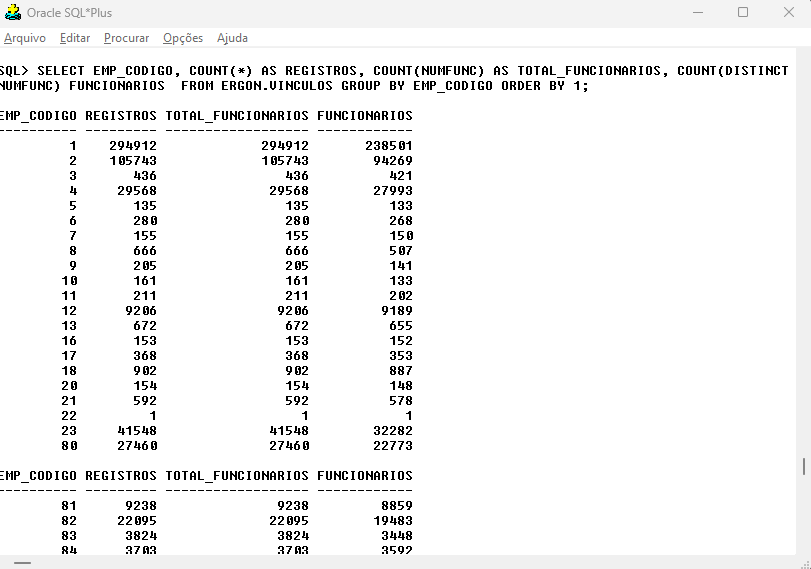 Oracle SQL*Plus
Arquivo Editar Procurar Opções Ajuda
SQL> SELECT EMP_CODIGO, COUNT(*) AS REGISTROS, COUNT(NUMFUNC) AS TOTAL_FUNCIONARIOS, COUNT(DISTINCT
NUMFUNC) FUNCIONARIOS  FROM ERGON.VINCULOS GROUP BY EMP_CODIGO ORDER BY 1;
EMP_CODIGO REGISTROS TOTAL_FUNCIONARIOS FUNCIONARIOS
---------- --------- ------------------ ------------
1 294912 294912 238501
2 105743 105743 94269
3 436 436 421
4 29568 29568 27993
5 135 135 133
6 280 280 268
7 155 155 150
8 666 666 507
9 205 205 141
10 161 161 133
11 211 211 202
12 9206 9206 9189
13 672 672 655
16 153 153 152
17 368 368 353
18 902 902 887
20 154 154 148
21 592 592 578
22 1 1 1
23 41548 41548 32282
80 27460 27460 22773
EMP_CODIGO REGISTROS TOTAL_FUNCIONARIOS FUNCIONARIOS
---------- --------- ------------------ ------------
81 9238 9238 8859
82 22095 22095 19483
83 3824 3824 3448
84 3703 3703 3592